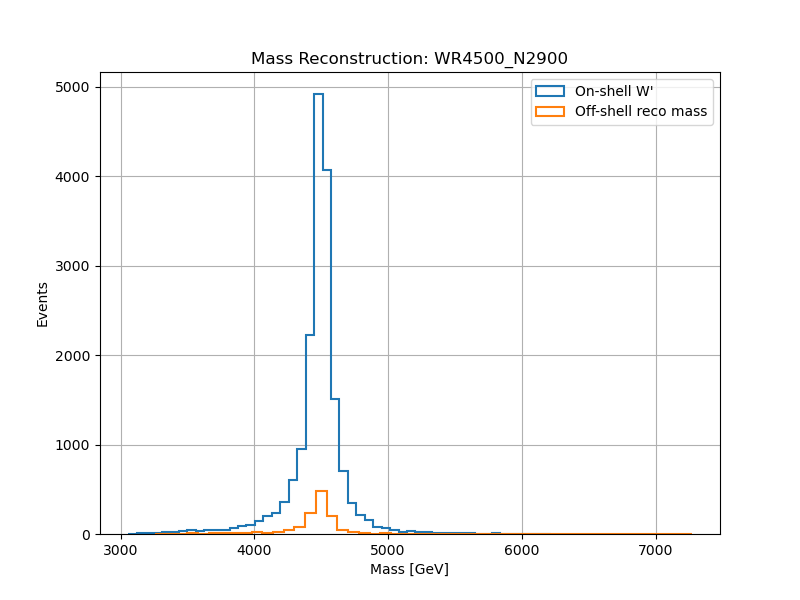 Mass Reconstruction: WR4500_N2900
On-shell W'
Off-shell reco mass
5000
4000
3000
2000
1000
0
Events
3000 4000 5000 6000 7000
Mass [GeV]